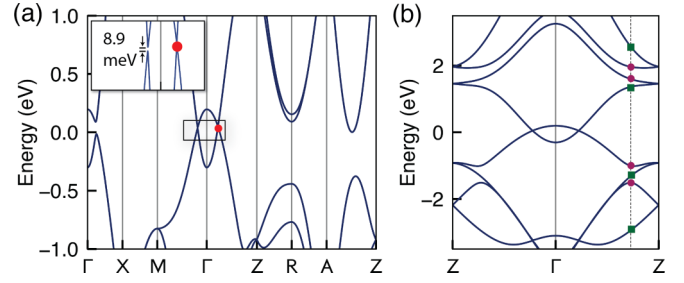 (a)
Energy (eV)
1.0
0.5
0.0
−0.5
−1.0
8.9
meV
Γ X M Γ Z R A Z
(b)
Energy (eV)
2
0
−2
Z Γ Z